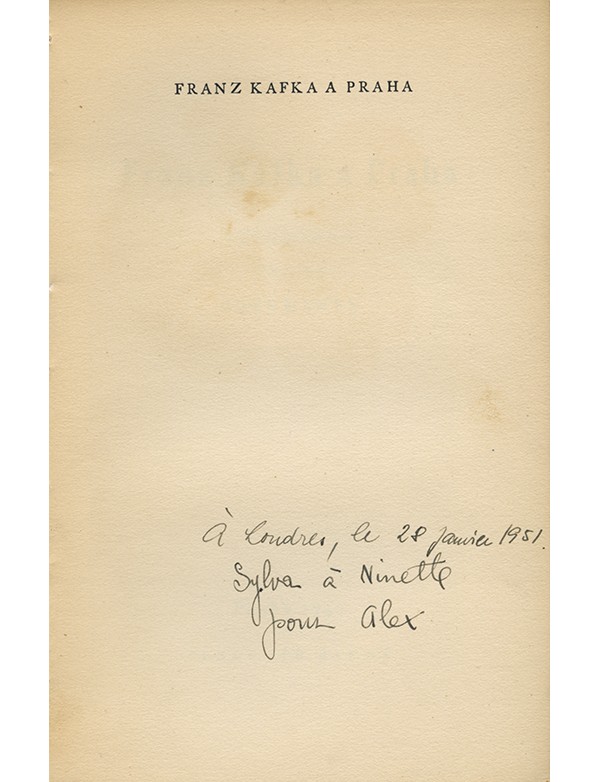 FRANZ KAFKA A PRAHA
À Londres, le 28 janvier 1951.
Sylva à Ninette
pour Alex